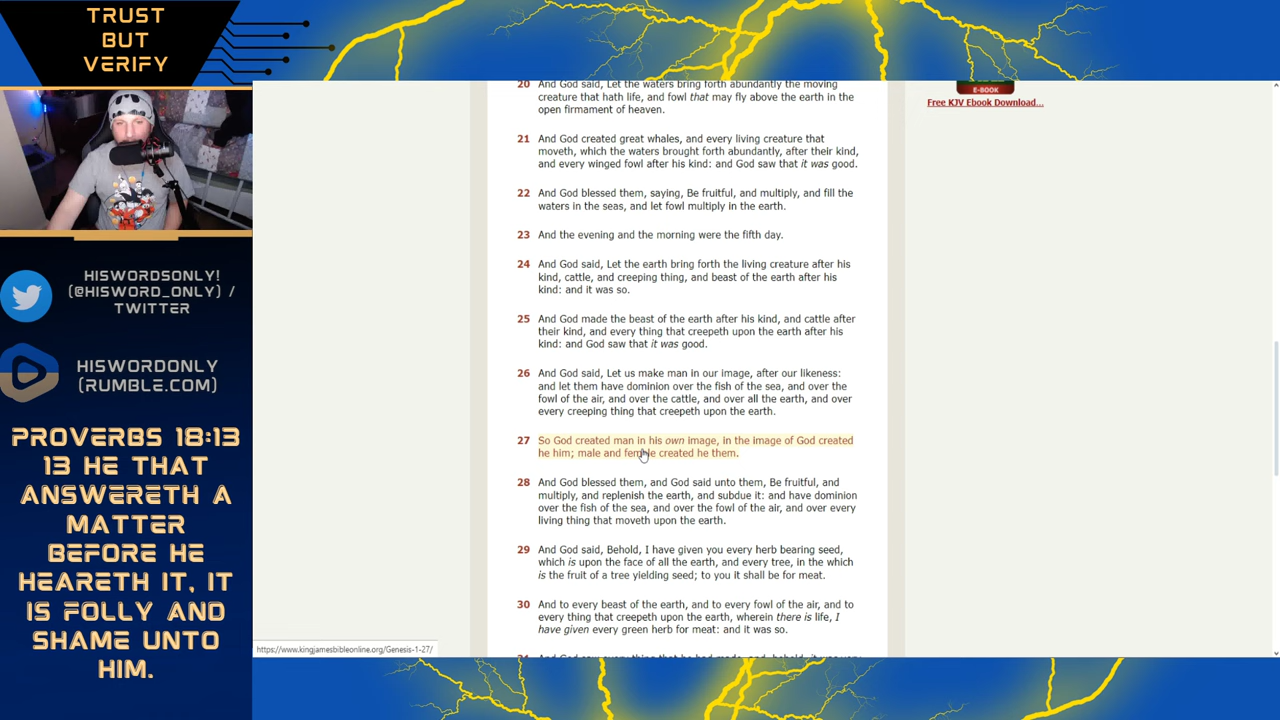 TRUST
BUT
VERIFY
HISWORDSONLY!
(@HISWORD_ONLY) /
TWITTER
HISWORDONLY
(RUMBLE.COM)
PROVERBS 18:13
13 HE THAT
ANSWERETH A
MATTER
BEFORE HE
HEARETH IT, IT
IS FOLLY AND
SHAME UNTO
HIM.
20 And God said, Let the waters bring forth abundantly the moving
creature that hath life, and fowl that may fly above the earth in the
open firmament of heaven.
21 And God created great whales, and every living creature that
moveth, which the waters brought forth abundantly, after their kind,
and every winged fowl after his kind: and God saw that it was good.
22 And God blessed them, saying, Be fruitful, and multiply, and fill the
waters in the seas, and let fowl multiply in the earth.
23 And the evening and the morning were the fifth day.
24 And God said, Let the earth bring forth the living creature after his
kind, cattle, and creeping thing, and beast of the earth after his
kind: and it was so.
25 And God made the beast of the earth after his kind, and cattle after
their kind, and every thing that creepeth upon the earth after his
kind: and God saw that it was good.
26 And God said, Let us make man in our image, after our likeness:
and let them have dominion over the fish of the sea, and over the
fowl of the air, and over the cattle, and over all the earth, and over
every creeping thing that creepeth upon the earth.
27 So God created man in his own image, in the image of God created
he him; male and female created he them.
28 And God blessed them, and God said unto them, Be fruitful, and
multiply, and replenish the earth, and subdue it: and have dominion
over the fish of the sea, and over the fowl of the air, and over every
living thing that moveth upon the earth.
29 And God said, Behold, I have given you every herb bearing seed,
which is upon the face of all the earth, and every tree, in the which
is the fruit of a tree yielding seed; to you it shall be for meat.
30 And to every beast of the earth, and to every fowl of the air, and to
every thing that creepeth upon the earth, wherein there is life, I
have given every green herb for meat: and it was so.
E-BOOK
Free KJV Ebook Download...
https://www.kingjamesbibleonline.org/Genesis-1-27/